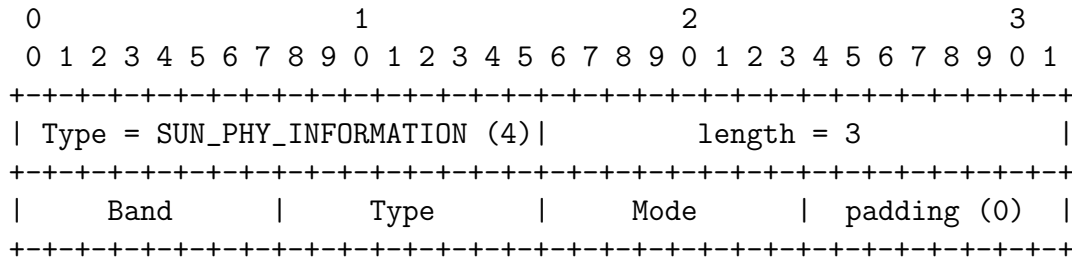 0                   1                   2                   3
 0 1 2 3 4 5 6 7 8 9 0 1 2 3 4 5 6 7 8 9 0 1 2 3 4 5 6 7 8 9 0 1
+-+-+-+-+-+-+-+-+-+-+-+-+-+-+-+-+-+-+-+-+-+-+-+-+-+-+-+-+-+-+-+-+
| Type = SUN_PHY_INFORMATION (4)|         length = 3            |
+-+-+-+-+-+-+-+-+-+-+-+-+-+-+-+-+-+-+-+-+-+-+-+-+-+-+-+-+-+-+-+-+
|     Band      |     Type      |     Mode      |  padding (0)  |
+-+-+-+-+-+-+-+-+-+-+-+-+-+-+-+-+-+-+-+-+-+-+-+-+-+-+-+-+-+-+-+-+